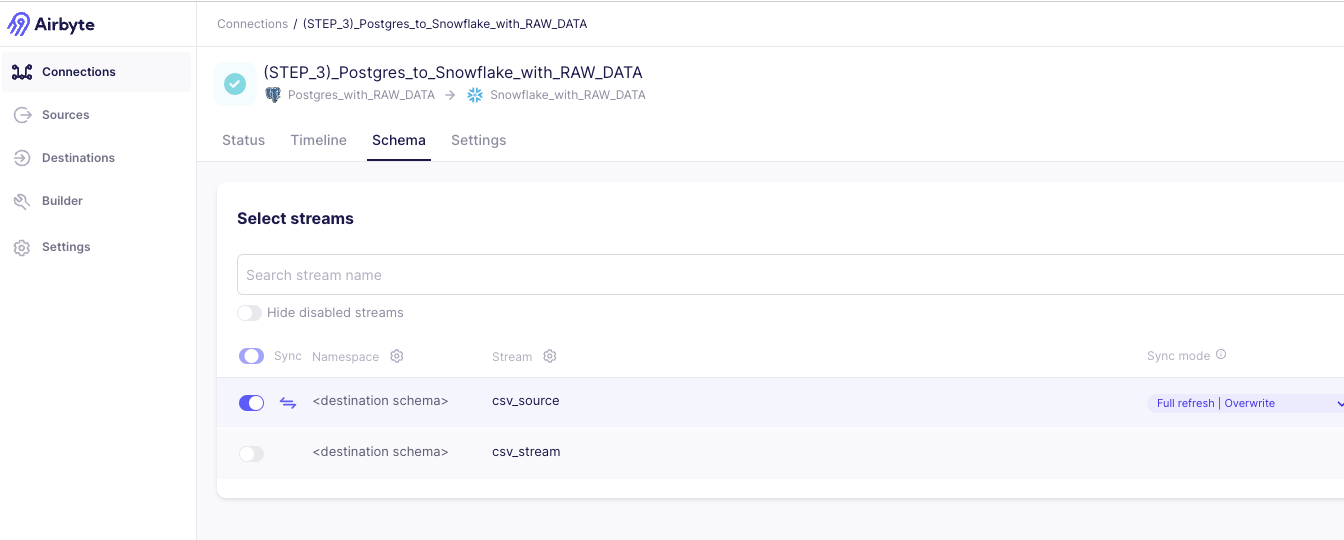 Airbyte
Connections / (STEP_3)_Postgres_to_Snowflake_with_RAW_DATA
Connections
Sources
Destinations
Builder
Settings
(STEP_3)_Postgres_to_Snowflake_with_RAW_DATA
Postgres_with_RAW_DATA → Snowflake_with_RAW_DATA
Status Timeline Schema Settings
Select streams
Search stream name
Hide disabled streams
Sync Namespace Stream Sync mode
<destination schema> csv_source Full refresh | Overwrite
<destination schema> csv_stream